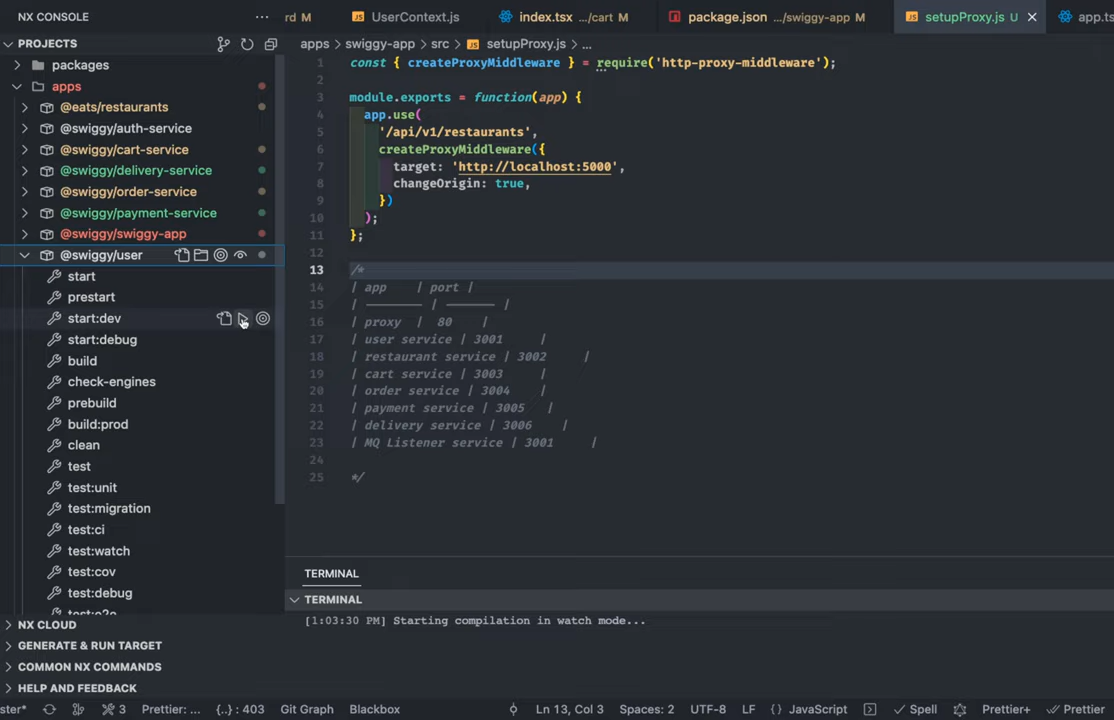 NX CONSOLE
rd M
UserContext.js
index.tsx .../cart M
package.json .../swiggy-app M
setupProxy.js U
app.ts
PROJECTS
apps > swiggy-app > src > setupProxy.js > ...
packages
apps
@eats/restaurants
@swiggy/auth-service
@swiggy/cart-service
@swiggy/delivery-service
@swiggy/order-service
@swiggy/payment-service
@swiggy/swiggy-app
@swiggy/user
start
prestart
start:dev
start:debug
build
check-engines
prebuild
build:prod
clean
test
test:unit
test:migration
test:ci
test:watch
test:cov
test:debug
test:e2e
NX CLOUD
GENERATE & RUN TARGET
COMMON NX COMMANDS
HELP AND FEEDBACK
1 const { createProxyMiddleware } = require('http-proxy-middleware');
2
3 module.exports = function(app) {
4 app.use(
5 '/api/v1/restaurants',
6 createProxyMiddleware({
7 target: 'http://localhost:5000',
8 changeOrigin: true,
9 })
10 );
11 };
12
13 /*
14 | app | port |
15 | ——————— | —————— |
16 | proxy | 80 |
17 | user service | 3001 |
18 | restaurant service | 3002 |
19 | cart service | 3003 |
20 | order service | 3004 |
21 | payment service | 3005 |
22 | delivery service | 3006 |
23 | MQ Listener service | 3001 |
24
25 */
TERMINAL
TERMINAL
[1:03:30 PM] Starting compilation in watch mode...
ster* 3 Prettier: ... {..} : 403 Git Graph Blackbox Ln 13, Col 3 Spaces: 2 UTF-8 LF {} JavaScript Spell Prettier+ Prettier